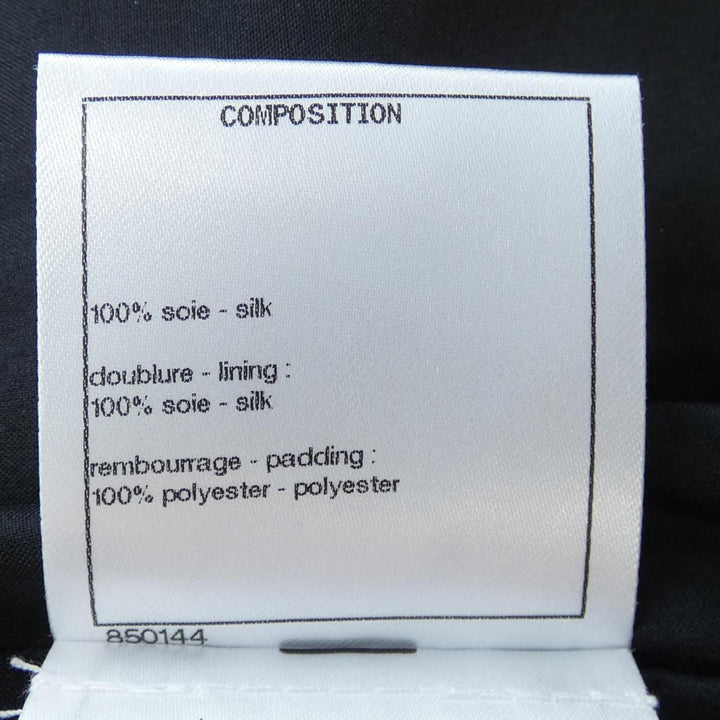 COMPOSITION
100% soie - silk
doublure - lining :
100% soie - silk
rembourrage - padding :
100% polyester - polyester
850144